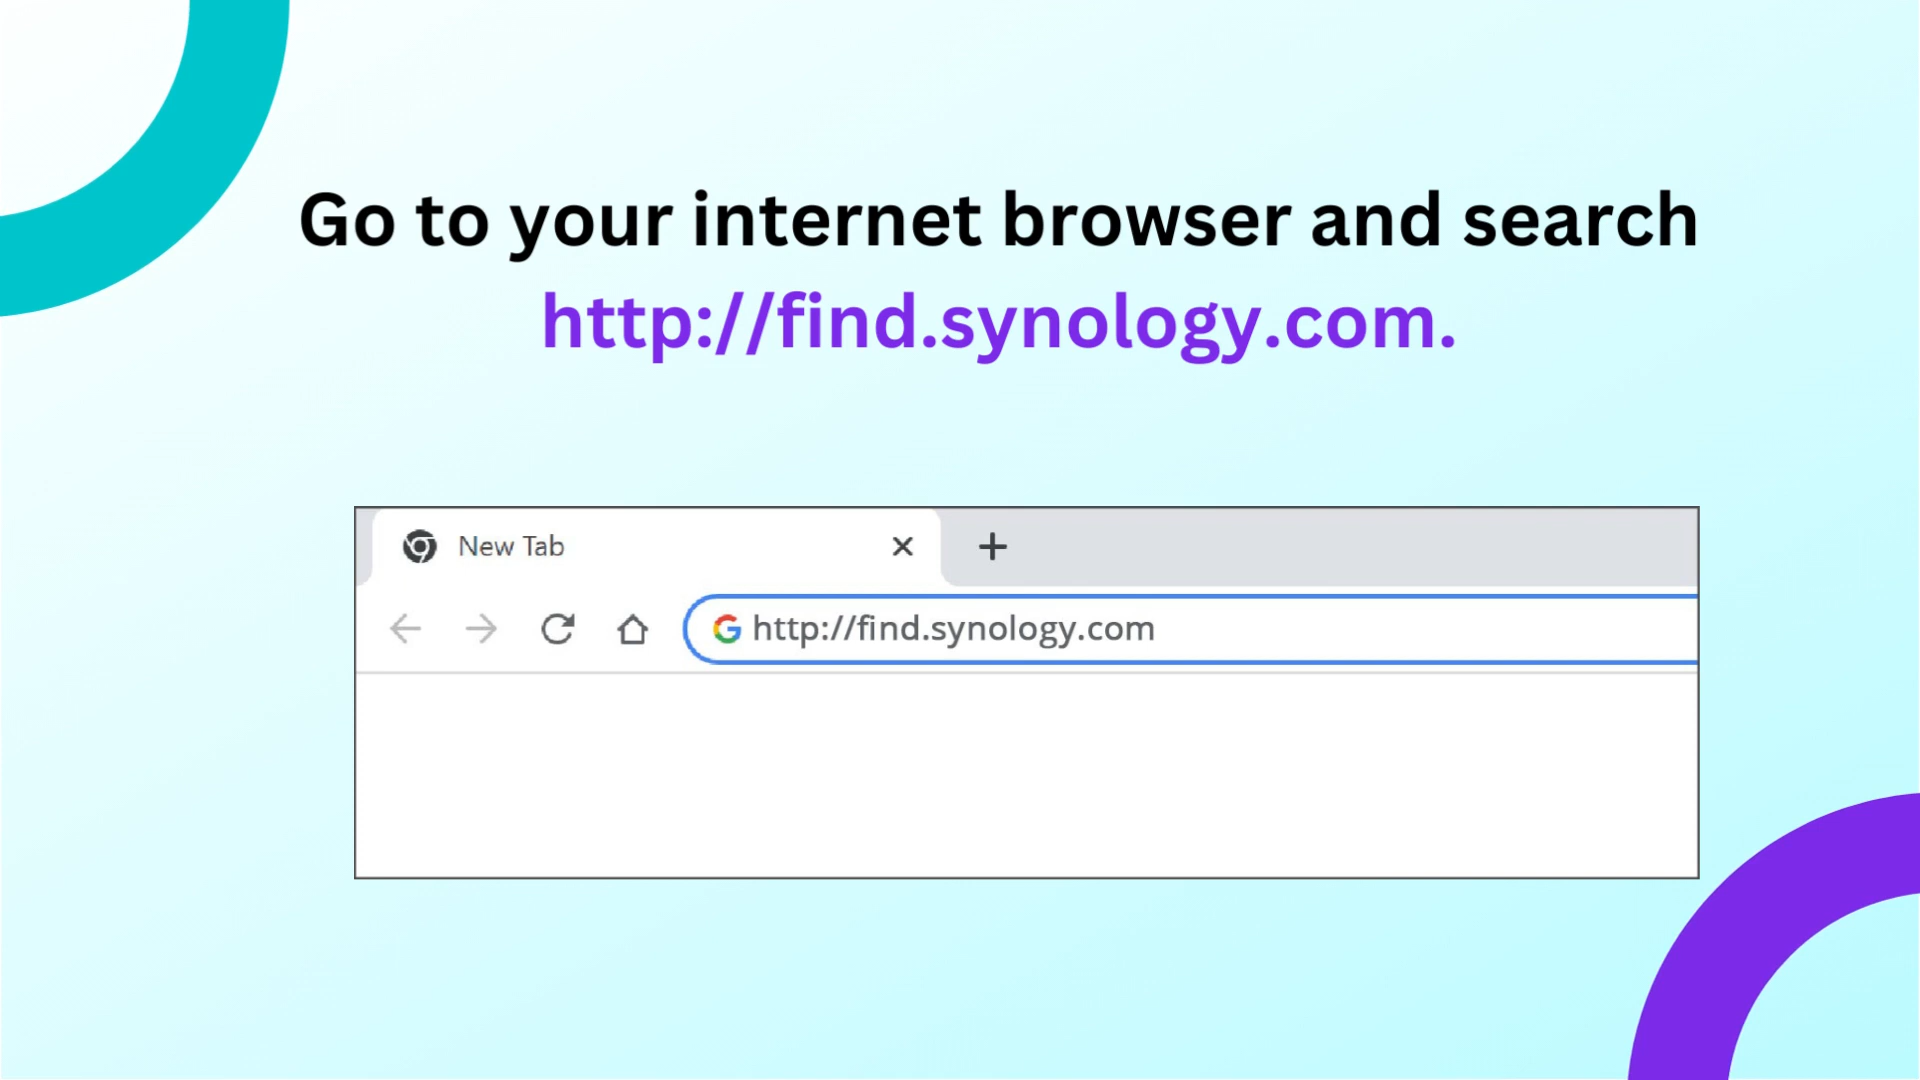 Go to your internet browser and search
http://find.synology.com.
New Tab
http://find.synology.com